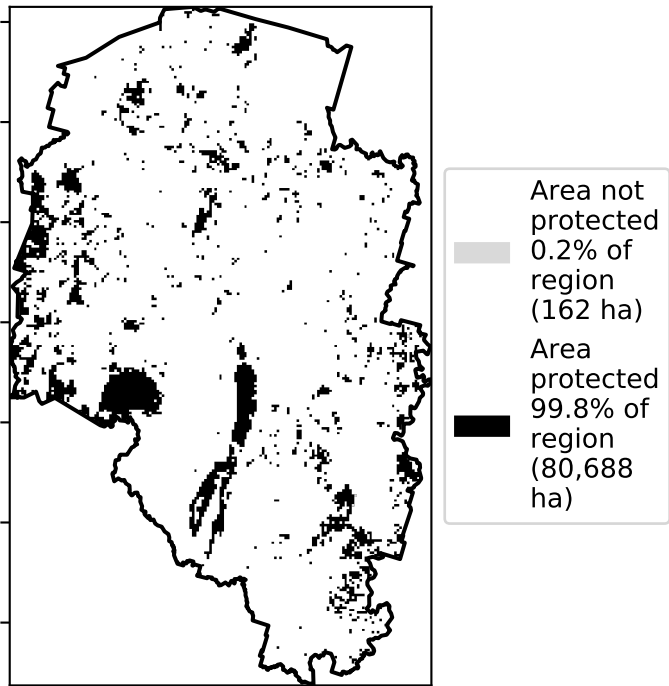 Area not
protected
0.2% of
region
(162 ha)
Area
protected
99.8% of
region
(80,688
ha)